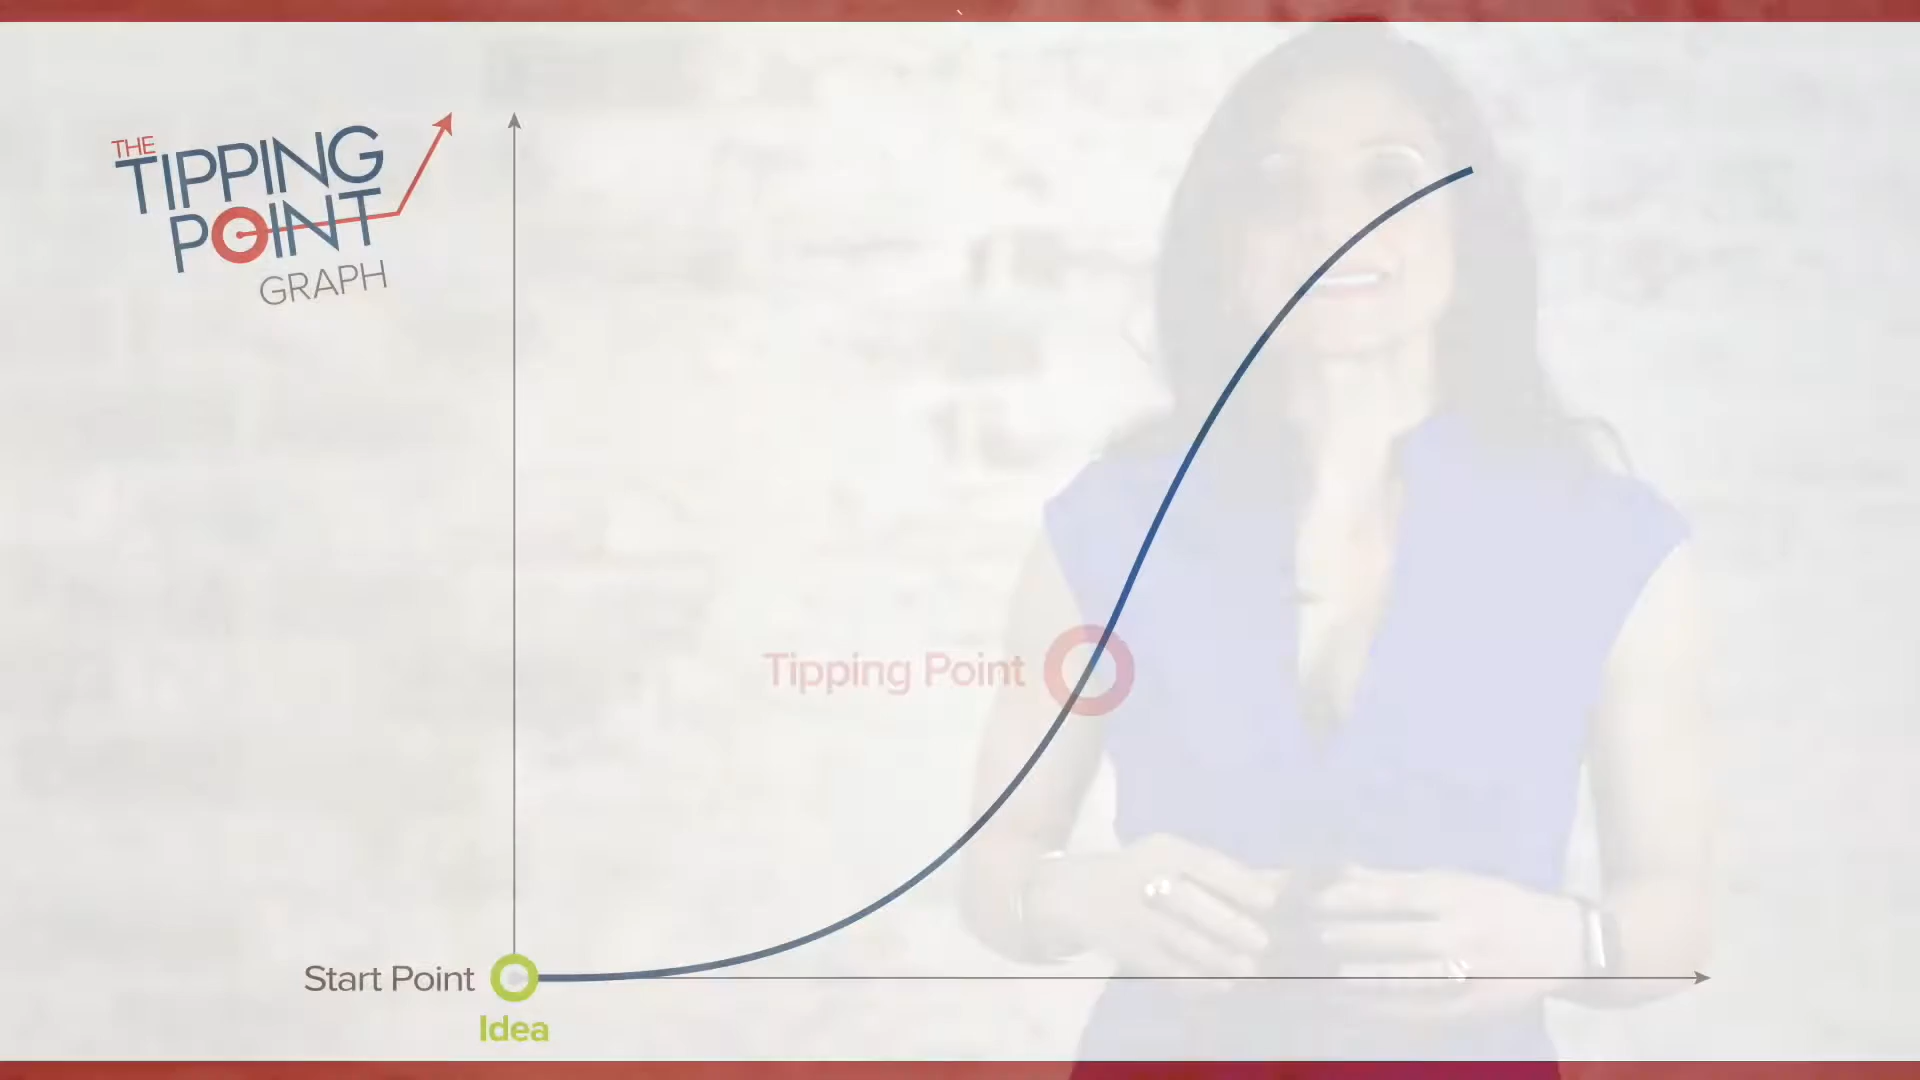 THE
TIPPING
POINT
GRAPH
Tipping Point
Start Point
Idea